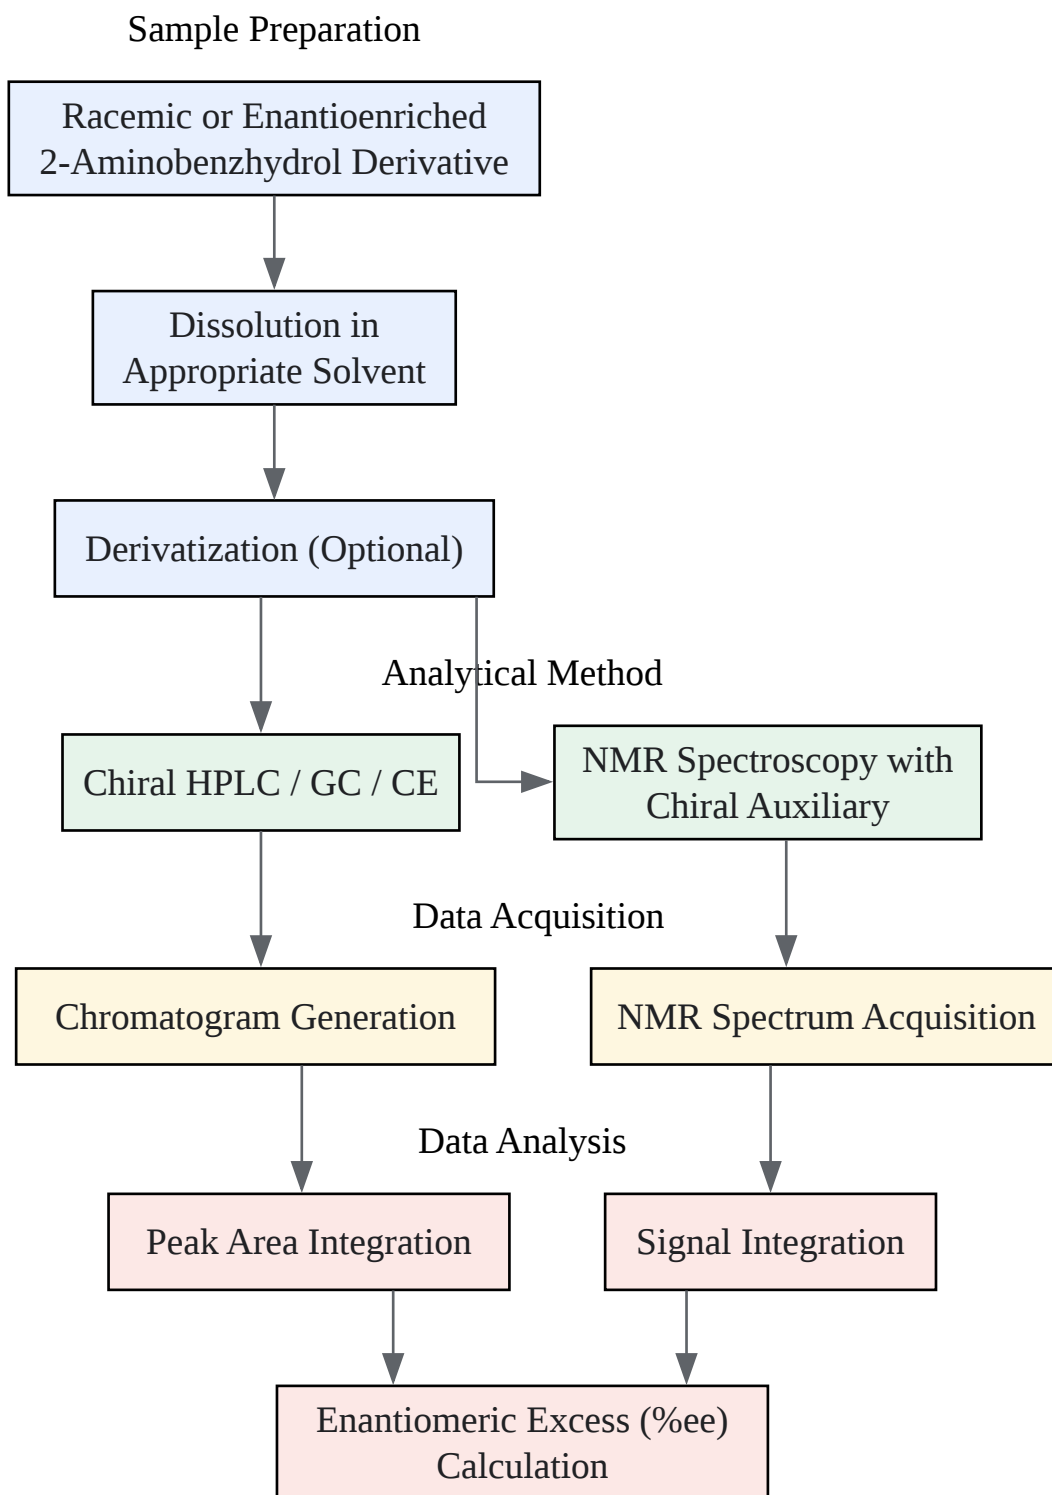 Sample Preparation
Racemic or Enantioenriched
2-Aminobenzhydrol Derivative
Dissolution in
Appropriate Solvent
Derivatization (Optional)
Analytical Method
Chiral HPLC / GC / CE
NMR Spectroscopy with
Chiral Auxiliary
Data Acquisition
Chromatogram Generation
NMR Spectrum Acquisition
Data Analysis
Peak Area Integration
Signal Integration
Enantiomeric Excess (%ee)
Calculation